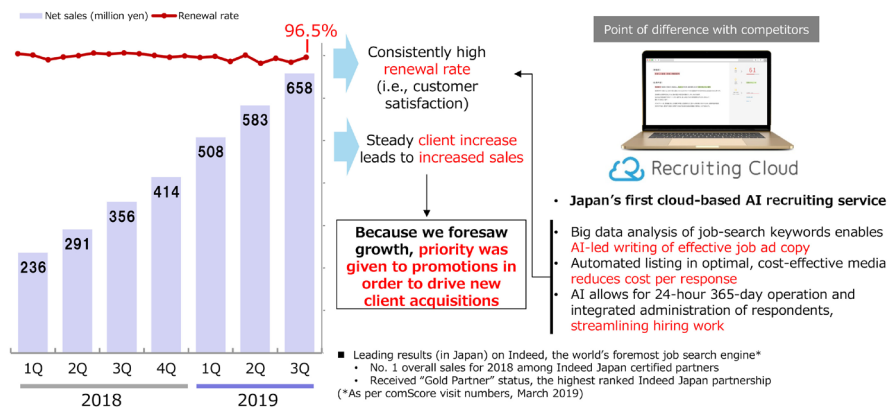 Net sales (million yen)
Renewal rate
96.5%
236
291
356
414
508
583
658
1Q
2Q
3Q
4Q
1Q
2Q
3Q
2018
2019
Consistently high
renewal rate
(i.e., customer
satisfaction)
Steady client increase
leads to increased sales
Because we foresaw
growth, priority was
given to promotions in
order to drive new
client acquisitions
Point of difference with competitors
Recruiting Cloud
• Japan's first cloud-based AI recruiting service
• Big data analysis of job-search keywords enables
AI-led writing of effective job ad copy
• Automated listing in optimal, cost-effective media
reduces cost per response
• AI allows for 24-hour 365-day operation and
integrated administration of respondents,
streamlining hiring work
■ Leading results (in Japan) on Indeed, the world's foremost job search engine*
• No. 1 overall sales for 2018 among Indeed Japan certified partners
• Received “Gold Partner” status, the highest ranked Indeed Japan partnership
(*As per comScore visit numbers, March 2019)